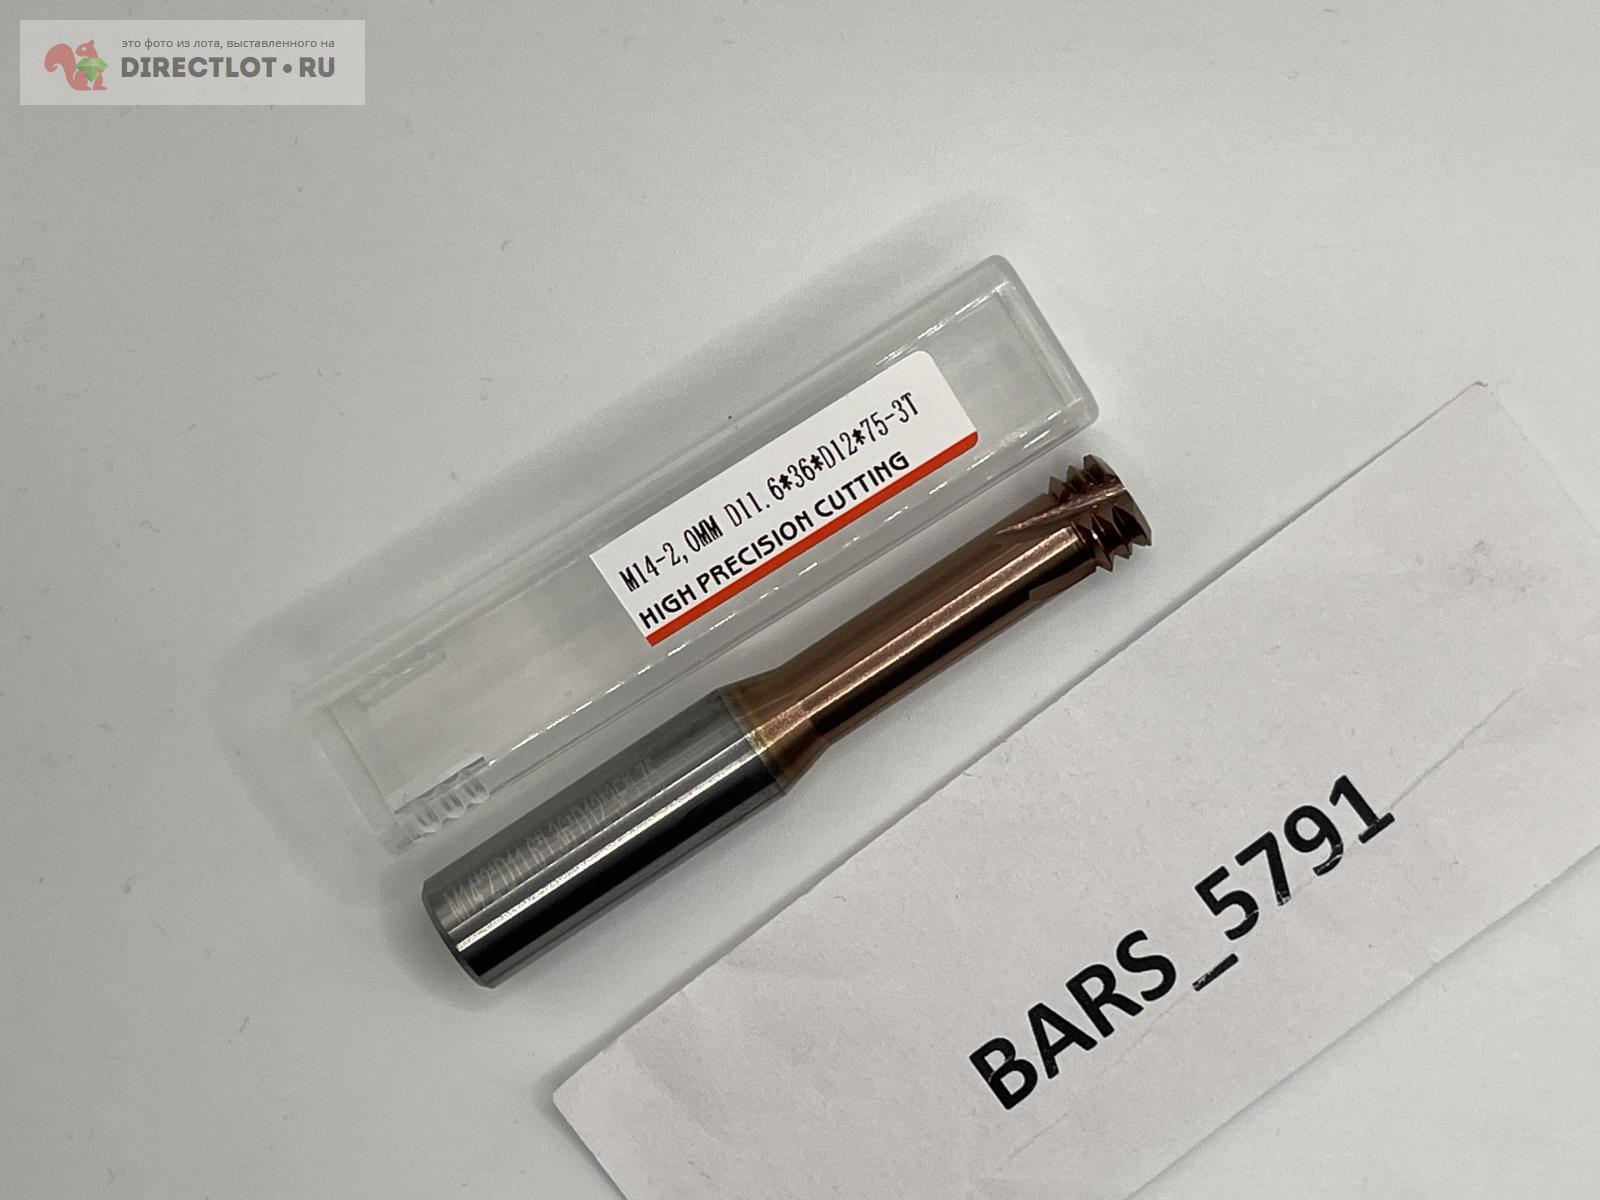 это фото из лота, выставленного на
DIRECTLOT•RU
M14-2,0MM D11.6*36*D12*75-3T
HIGH PRECISION CUTTING
BARS_5791